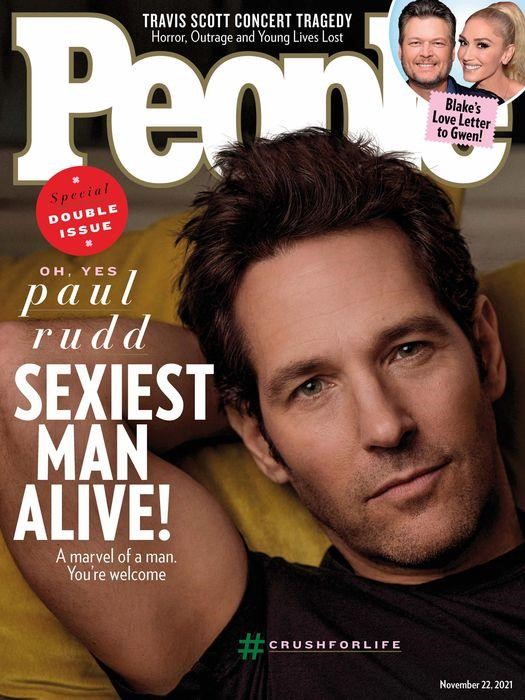 TRAVIS SCOTT CONCERT TRAGEDY
Horror, Outrage and Young Lives Lost
People
Blake's
Love Letter
to Gwen!
Special
DOUBLE
ISSUE
OH, YES
paul
rudd
SEXIEST
MAN
ALIVE!
A marvel of a man.
You're welcome
#CRUSHFORLIFE
November 22, 2021